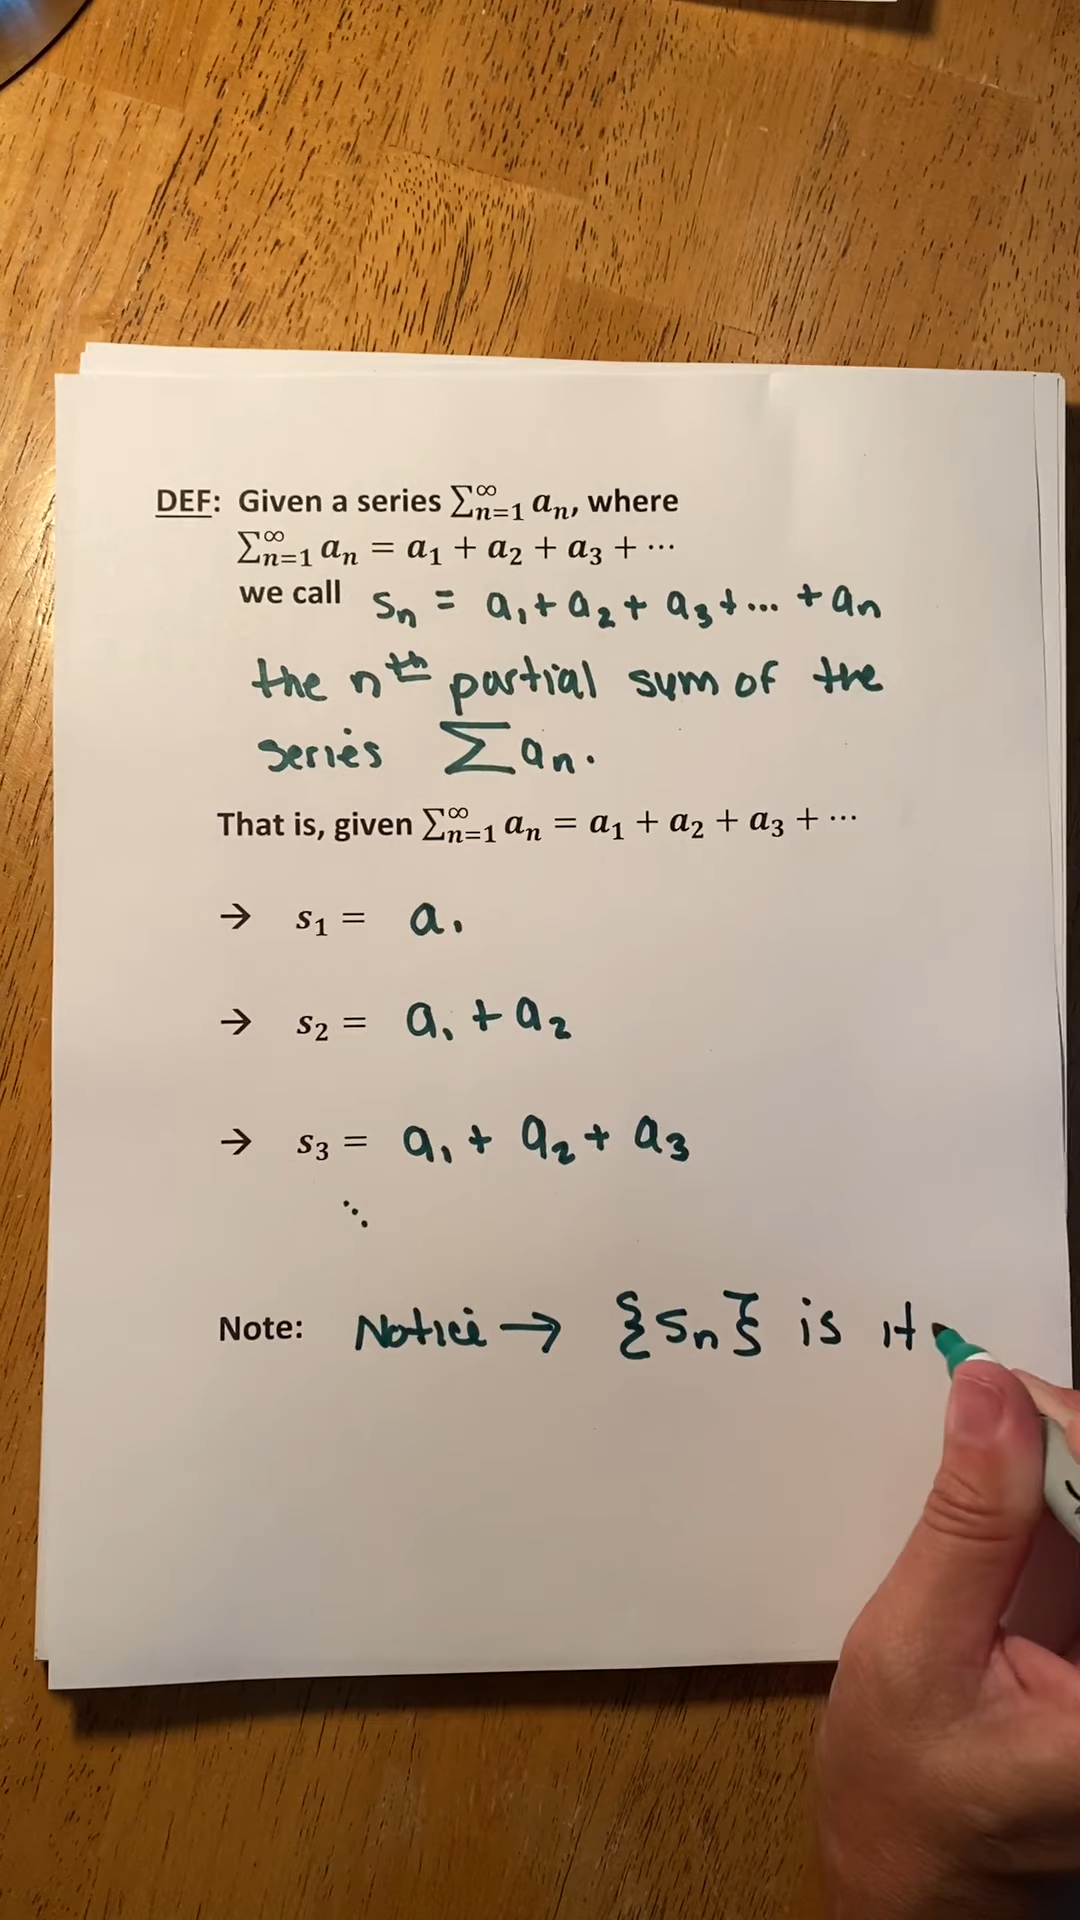 DEF: Given a series ∑_{n=1}^{∞} aₙ, where
∑_{n=1}^{∞} aₙ = a₁ + a₂ + a₃ + ⋯
we call sₙ = a₁ + a₂ + a₃ + ... + aₙ
the nᵗʰ partial sum of the
series ∑aₙ.
That is, given ∑_{n=1}^{∞} aₙ = a₁ + a₂ + a₃ + ⋯
→ s₁ = a₁
→ s₂ = a₁ + a₂
→ s₃ = a₁ + a₂ + a₃
⋱
Note: Notice → {sₙ} is